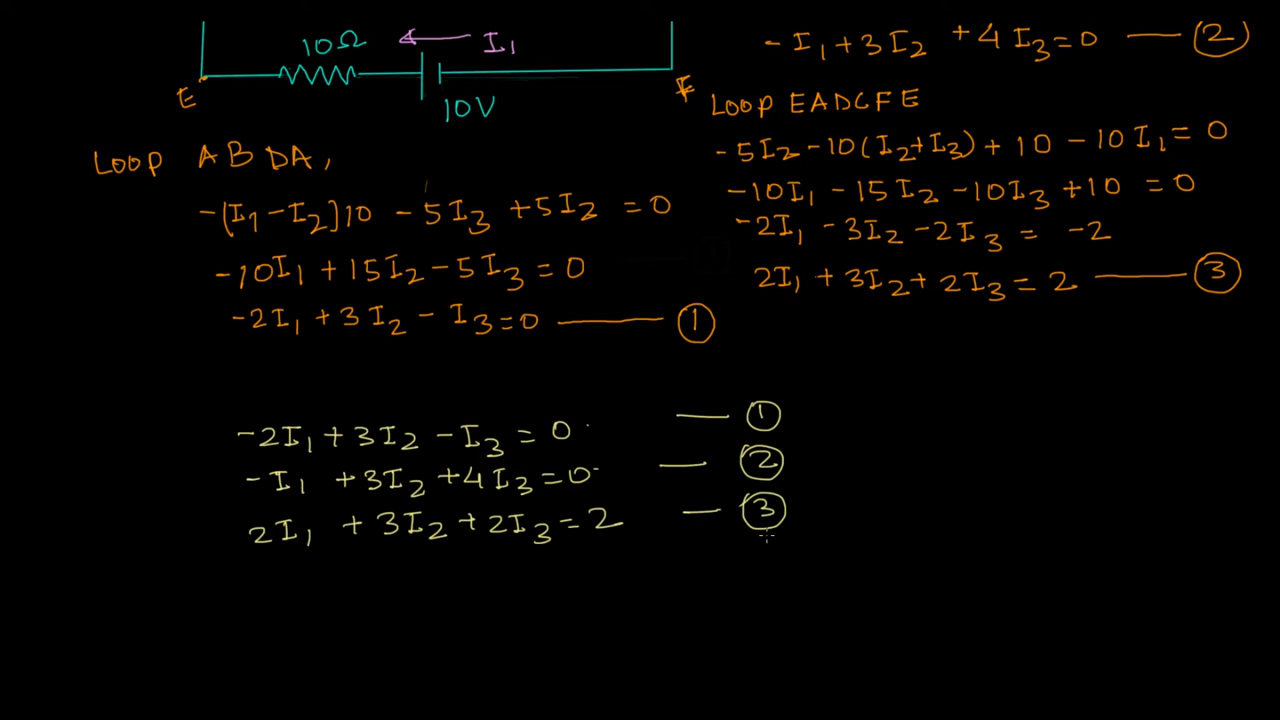 10Ω I₁
E 10V F
Loop ABDA,
-(I₁-I₂)10 -5I₃ +5I₂ =0
-10I₁ +15I₂-5I₃=0
-2I₁ +3I₂ - I₃=0 —— ①
-I₁+3I₂ +4I₃=0 — ②
Loop EADCFE
-5I₂-10(I₂+I₃)+10-10I₁=0
-10I₁ -15I₂ -10I₃ +10 =0
-2I₁ -3I₂ -2I₃ = -2
2I₁ +3I₂+2I₃=2 —— ③
-2I₁+3I₂ -I₃=0 — ①
-I₁ +3I₂ +4I₃=0 — ②
2I₁ +3I₂+2I₃=2 — ③